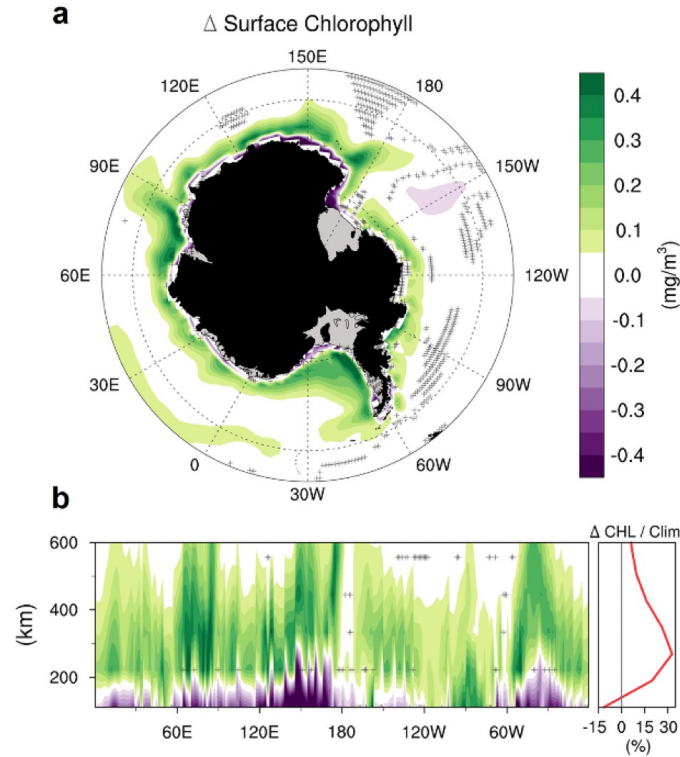 a
Δ Surface Chlorophyll
150E
120E
180
90E
150W
60E
120W
30E
90W
0
60W
30W
0.4
0.3
0.2
0.1
0.0
-0.1
-0.2
-0.3
-0.4
(mg/m³)
b
Δ CHL / Clim
600
400
200
(km)
60E
120E
180
120W
60W
-15
0
15
30
(%)